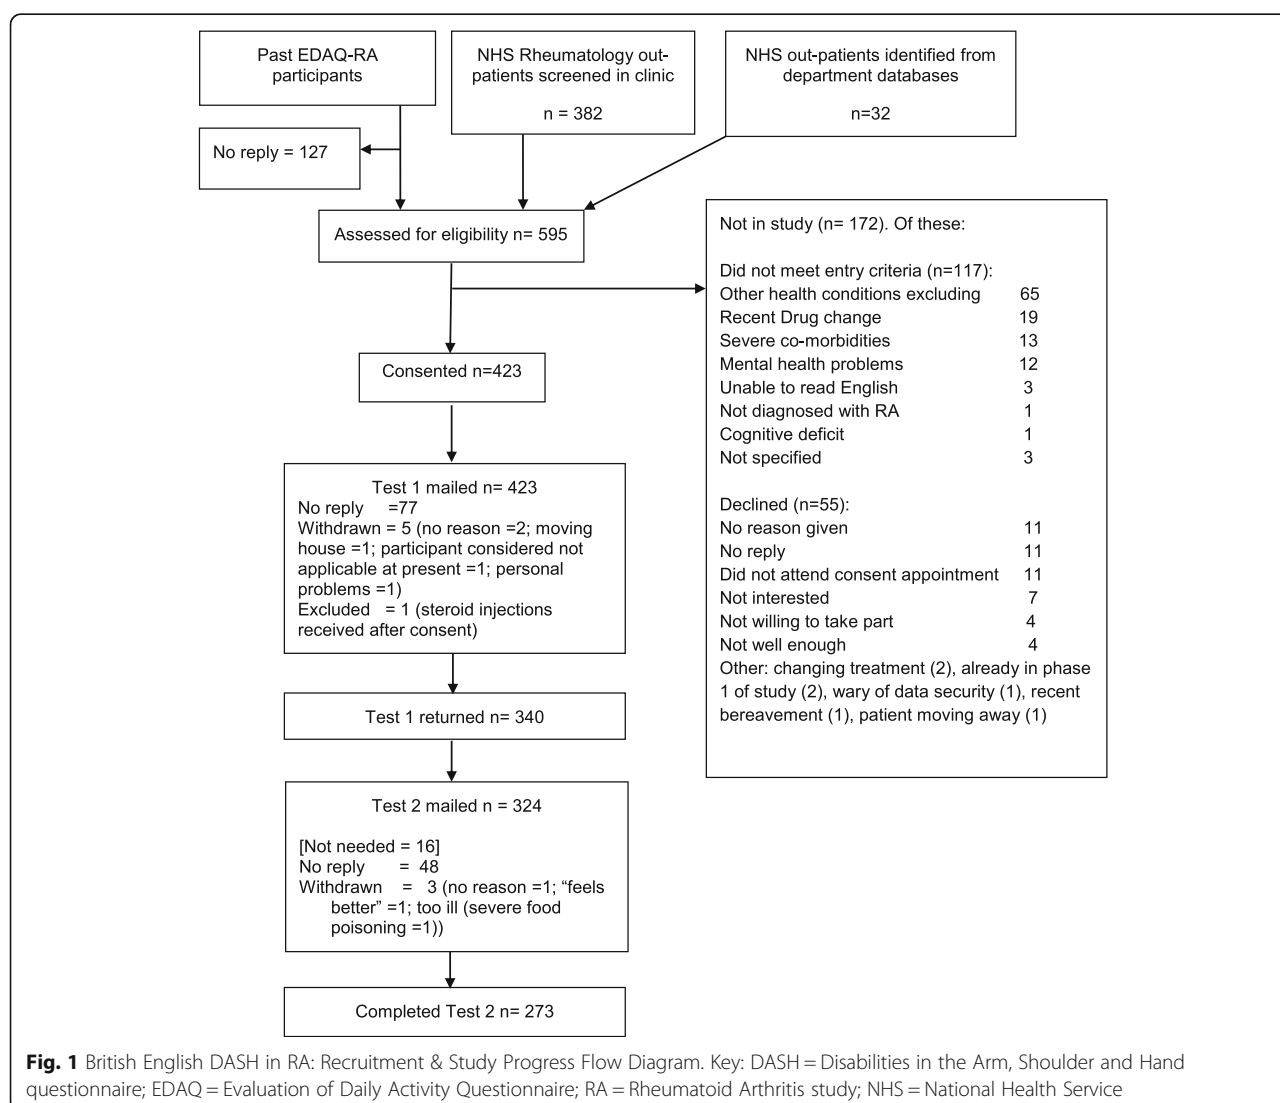 Past EDAQ-RA
participants
NHS Rheumatology out-
patients screened in clinic
n = 382
NHS out-patients identified from
department databases
n=32
No reply = 127
Assessed for eligibility n= 595
Not in study (n= 172). Of these:
Did not meet entry criteria (n=117):
Other health conditions excluding 65
Recent Drug change 19
Severe co-morbidities 13
Mental health problems 12
Unable to read English 3
Not diagnosed with RA 1
Cognitive deficit 1
Not specified 3
Declined (n=55):
No reason given 11
No reply 11
Did not attend consent appointment 11
Not interested 7
Not willing to take part 4
Not well enough 4
Other: changing treatment (2), already in phase
1 of study (2), wary of data security (1), recent
bereavement (1), patient moving away (1)
Consented n=423
Test 1 mailed n= 423
No reply =77
Withdrawn = 5 (no reason =2; moving
house =1; participant considered not
applicable at present =1; personal
problems =1)
Excluded = 1 (steroid injections
received after consent)
Test 1 returned n= 340
Test 2 mailed n = 324
[Not needed = 16]
No reply = 48
Withdrawn = 3 (no reason =1; “feels
better” =1; too ill (severe food
poisoning =1))
Completed Test 2 n= 273
Fig. 1 British English DASH in RA: Recruitment & Study Progress Flow Diagram. Key: DASH = Disabilities in the Arm, Shoulder and Hand
questionnaire; EDAQ = Evaluation of Daily Activity Questionnaire; RA = Rheumatoid Arthritis study; NHS = National Health Service